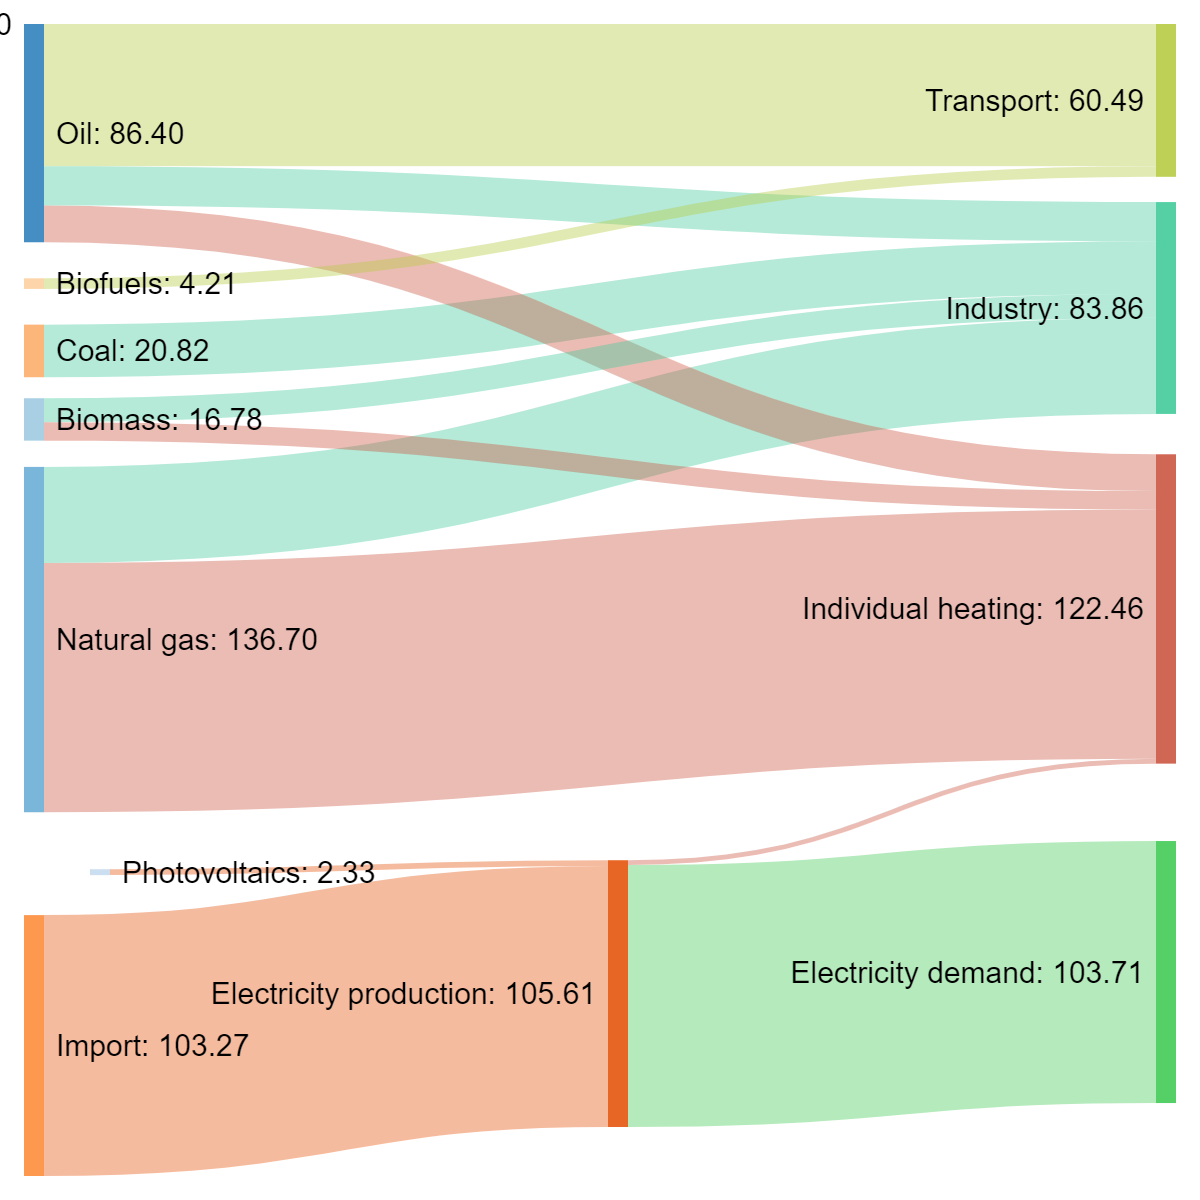 0
Transport: 60.49
Oil: 86.40
Biofuels: 4.21
Industry: 83.86
Coal: 20.82
Biomass: 16.78
Individual heating: 122.46
Natural gas: 136.70
Photovoltaics: 2.33
Electricity demand: 103.71
Electricity production: 105.61
Import: 103.27